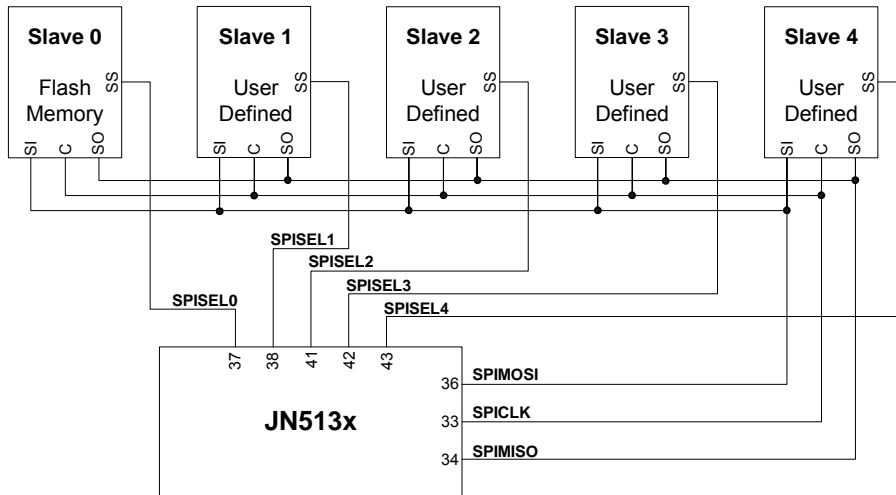 Slave 0
Flash
Memory
SS
SI
C
SO
Slave 1
User
Defined
SS
SI
C
SO
Slave 2
User
Defined
SS
SI
C
SO
Slave 3
User
Defined
SS
SI
C
SO
Slave 4
User
Defined
SS
SI
C
SO
SPISEL1
SPISEL2
SPISEL3
SPISEL0
SPISEL4
37
38
41
42
43
36
SPIMOSI
JN513x
33
SPICLK
34
SPIMISO